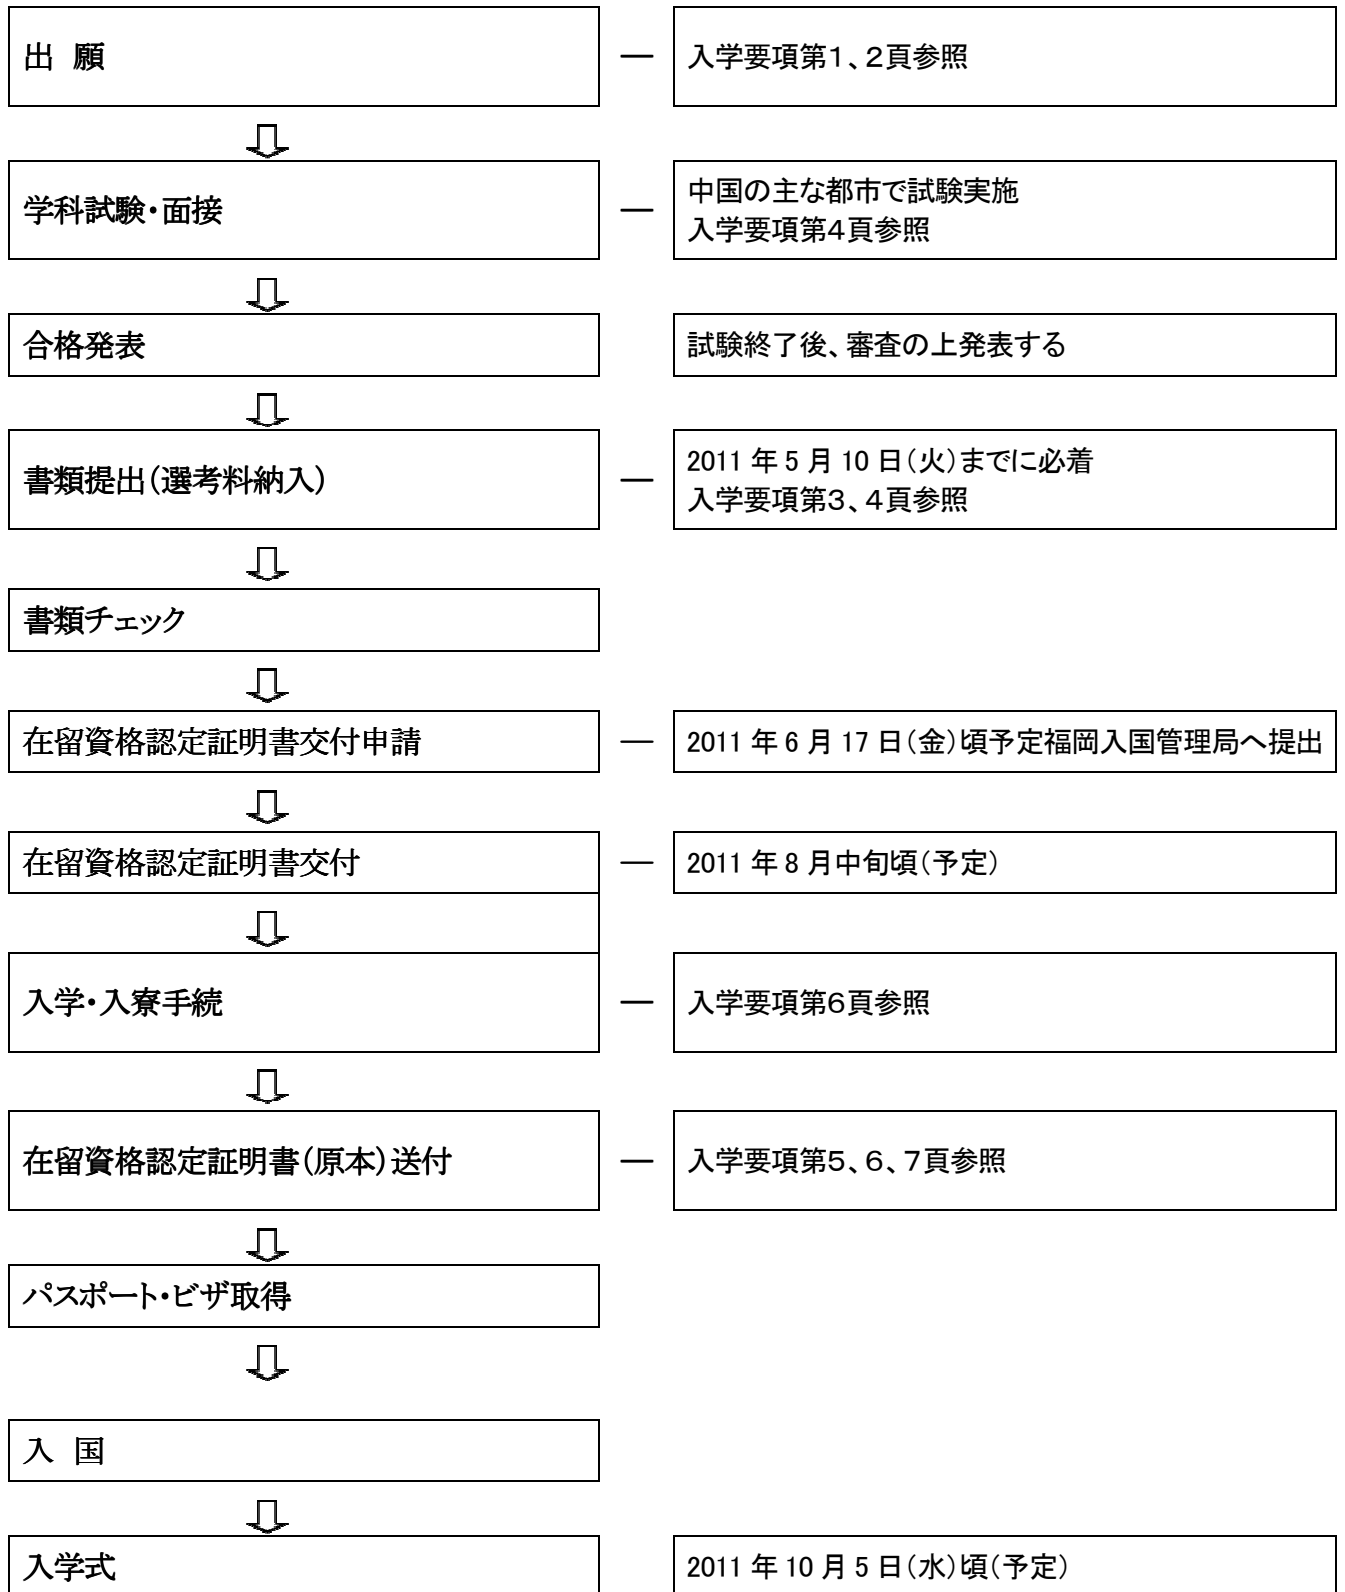 出　願
―
入学要項第１、２頁参照
学科試験・面接
―
中国の主な都市で試験実施
入学要項第４頁参照
合格発表
試験終了後、審査の上発表する
書類提出（選考料納入）
―
2011 年 5 月 10 日（火）までに必着
入学要項第３、４頁参照
書類チェック
在留資格認定証明書交付申請
―
2011 年 6 月 17 日（金）頃予定福岡入国管理局へ提出
在留資格認定証明書交付
―
2011 年 8 月中旬頃（予定）
入学・入寮手続
―
入学要項第６頁参照
在留資格認定証明書（原本）送付
―
入学要項第５、６、７頁参照
パスポート・ビザ取得
入　国
入学式
2011 年 10 月 5 日（水）頃（予定）